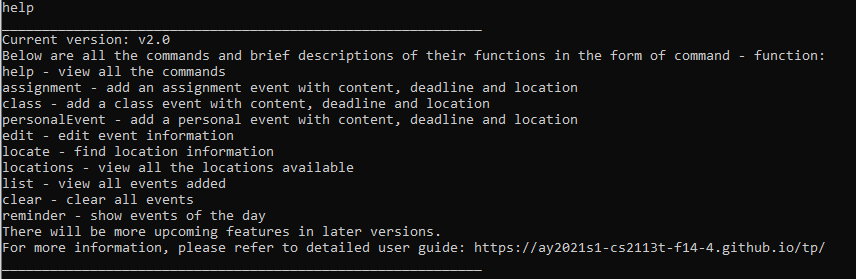 help
____________________________________________________________
Current version: v2.0
Below are all the commands and brief descriptions of their functions in the form of command - function:
help - view all the commands
assignment - add an assignment event with content, deadline and location
class - add a class event with content, deadline and location
personalEvent - add a personal event with content, deadline and location
edit - edit event information
locate - find location information
locations - view all the locations available
list - view all events added
clear - clear all events
reminder - show events of the day
There will be more upcoming features in later versions.
For more information, please refer to detailed user guide: https://ay2021s1-cs2113t-f14-4.github.io/tp/
____________________________________________________________